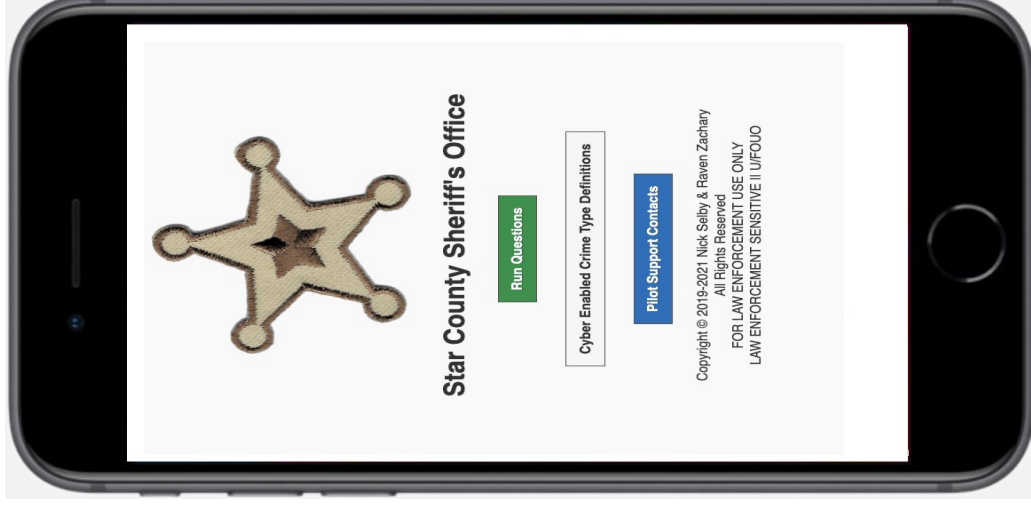 Star County Sheriff's Office
Run Questions
Cyber Enabled Crime Type Definitions
Pilot Support Contacts
Copyright © 2019-2021 Nick Selby & Raven Zachary
All Rights Reserved
FOR LAW ENFORCEMENT USE ONLY
LAW ENFORCEMENT SENSITIVE II U/FOUO